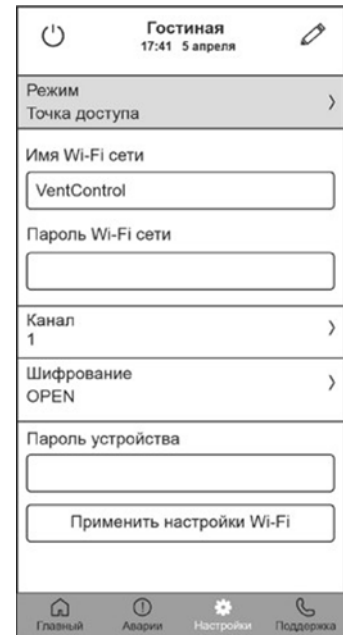 Гостиная
17:41 5 апреля
Режим
Точка доступа
Имя Wi-Fi сети
VentControl
Пароль Wi-Fi сети
Канал
1
Шифрование
OPEN
Пароль устройства
Применить настройки Wi-Fi
Главный Аварии Настройки Поддержка